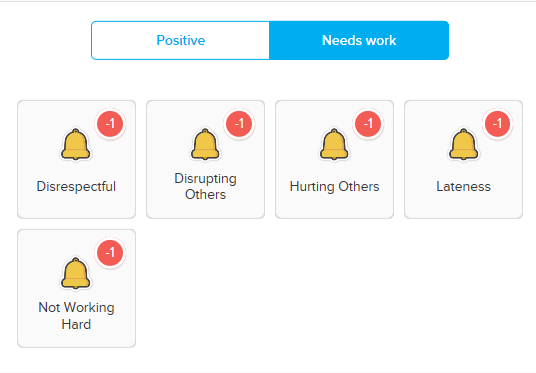 Positive
Needs work
-1
-1
-1
-1
Disrespectful
Disrupting
Others
Hurting Others
Lateness
-1
Not Working
Hard